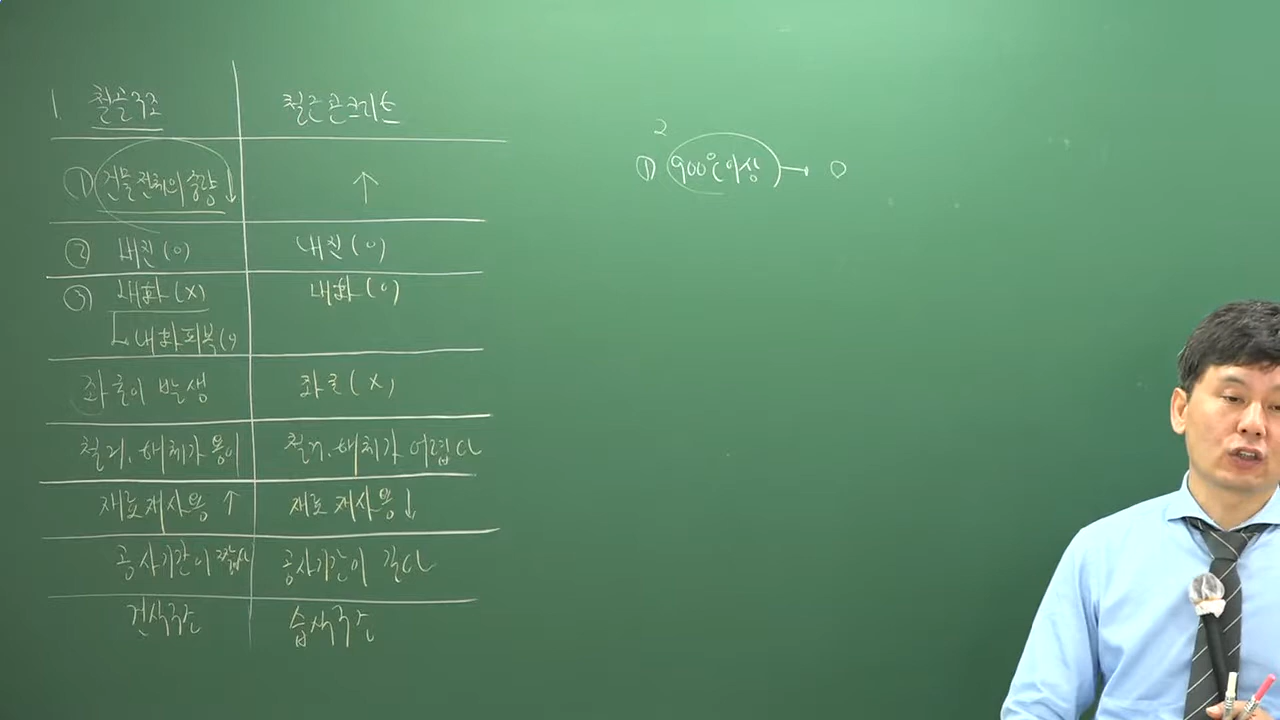 1. 철골구조 철근콘크리트
① 건물전체의 중량↓ ↑
② 내진(O) 내진(O)
③ 내화(X) 내화(O)
내화피복(O)
좌굴이 발생 좌굴(X)
철거, 해체가 용이 철거, 해체가 어렵다
재료재사용↑ 재료 재사용↓
공사기간이 짧다 공사기간이 길다
건식구조 습식구조
2
① 900℃이상 → 0